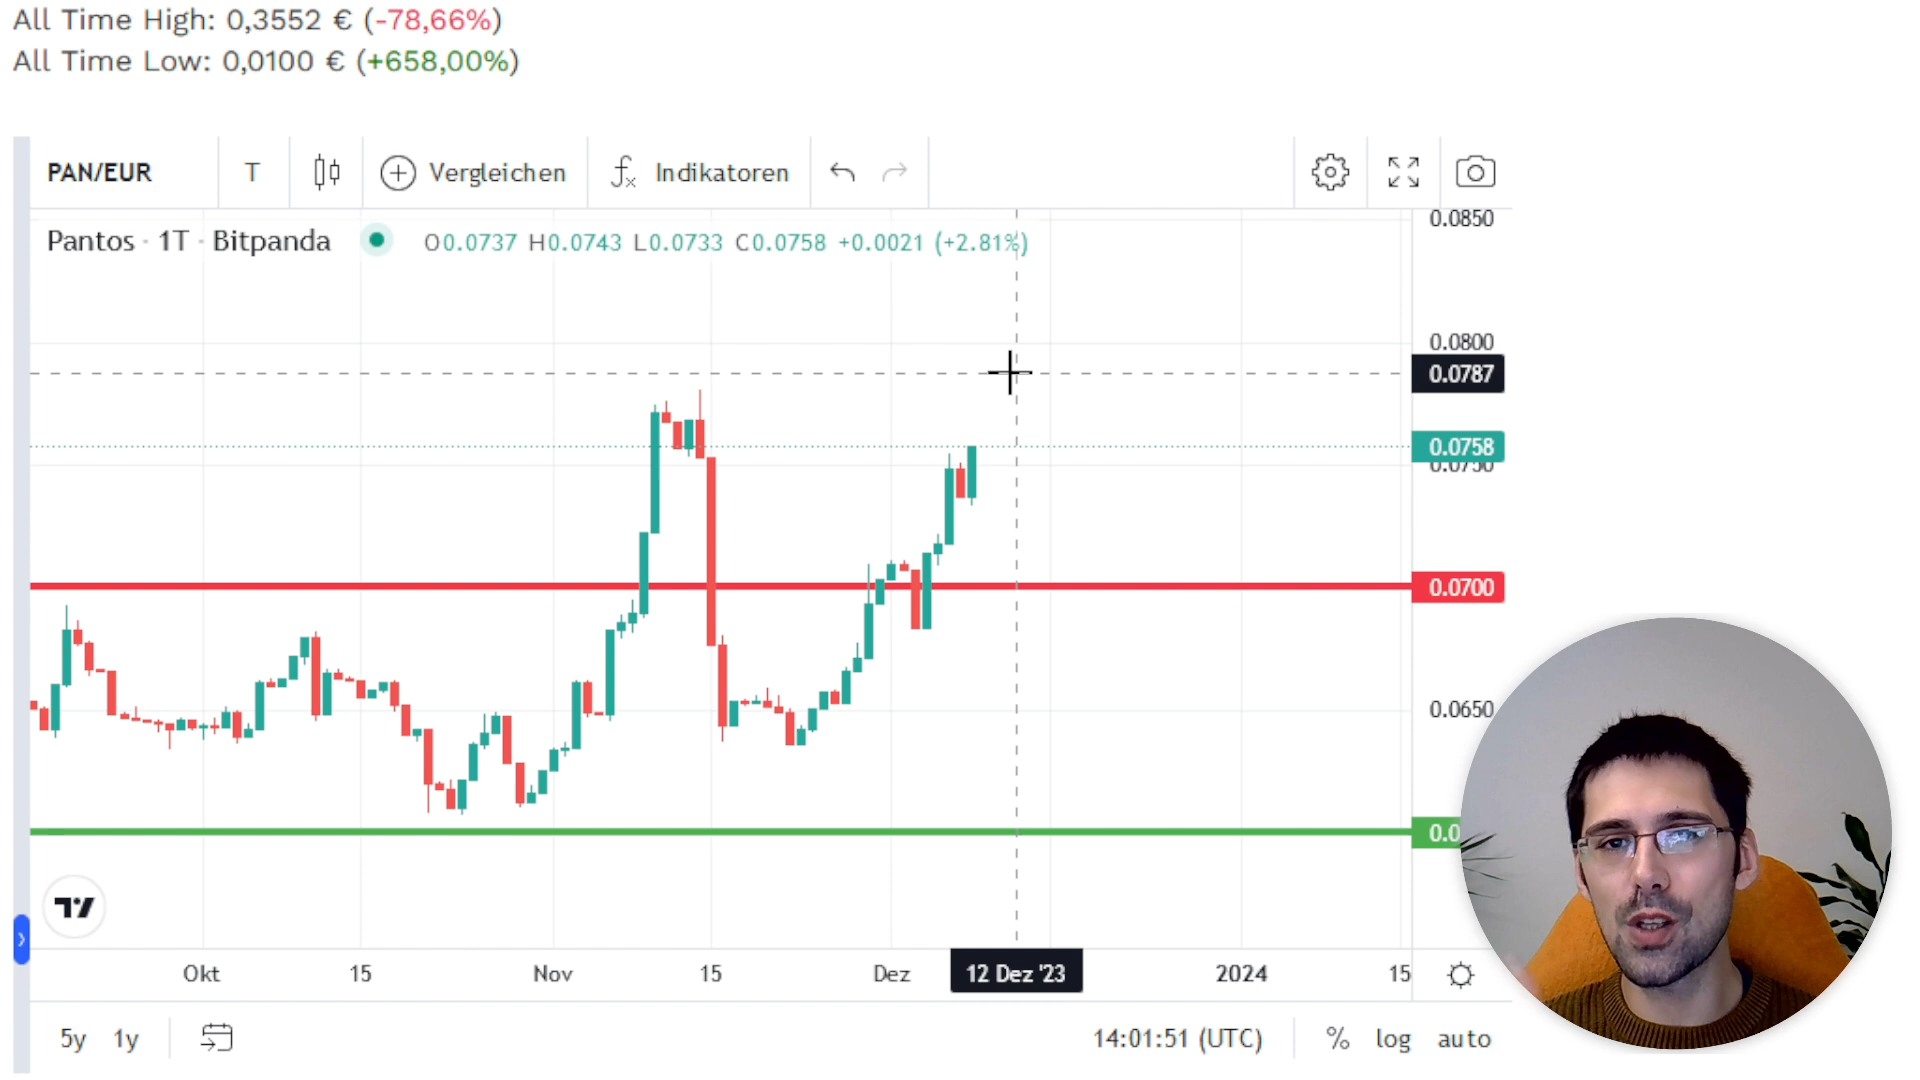 All Time High: 0,3552 € (-78,66%)
All Time Low: 0,0100 € (+658,00%)
PAN/EUR T Vergleichen fx Indikatoren
Pantos · 1T · Bitpanda O0.0737 H0.0743 L0.0733 C0.0758 +0.0021 (+2.81%)
0.0850
0.0800
0.0787
0.0758
0.0750
0.0700
0.0650
0.0
Okt 15 Nov 15 Dez 12 Dez '23 2024 15
5y 1y 14:01:51 (UTC) % log auto